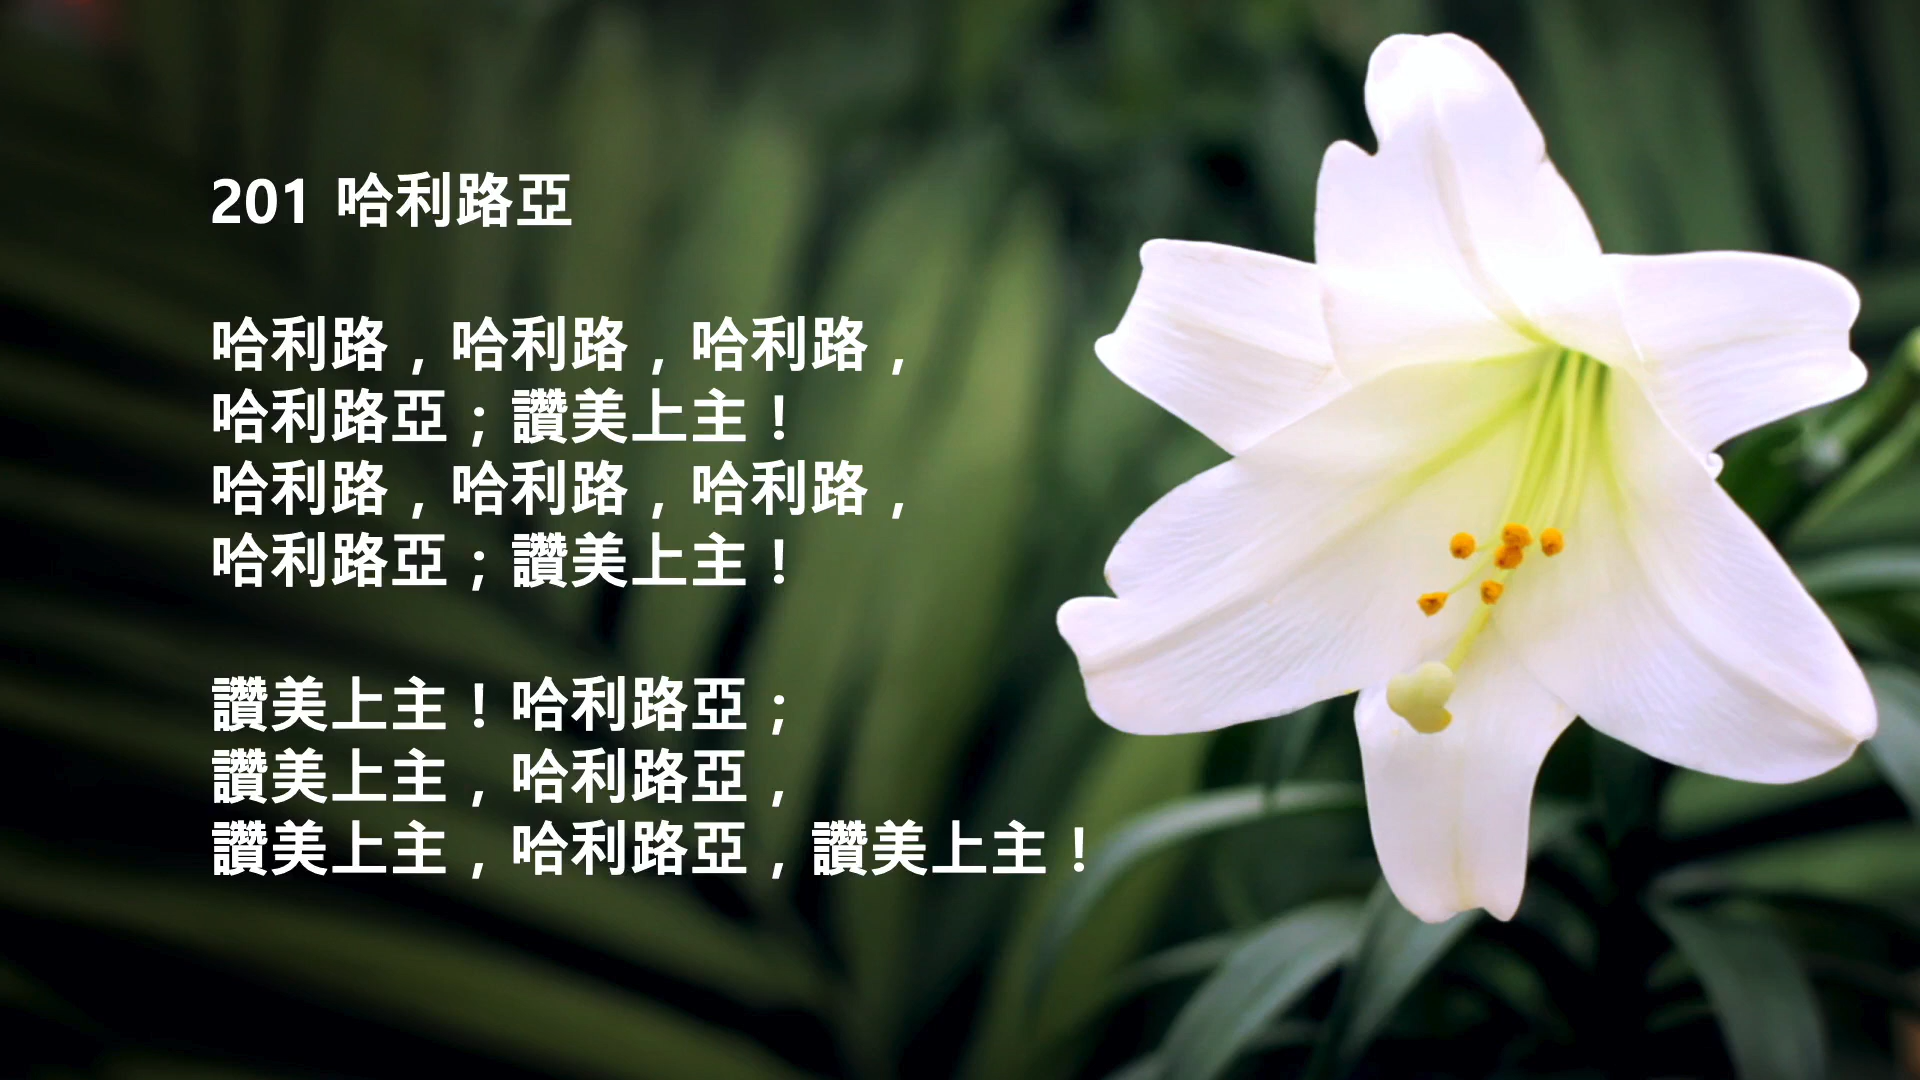 201 哈利路亞
哈利路，哈利路，哈利路，
哈利路亞；讚美上主！
哈利路，哈利路，哈利路，
哈利路亞；讚美上主！
讚美上主！哈利路亞；
讚美上主，哈利路亞，
讚美上主，哈利路亞，讚美上主！